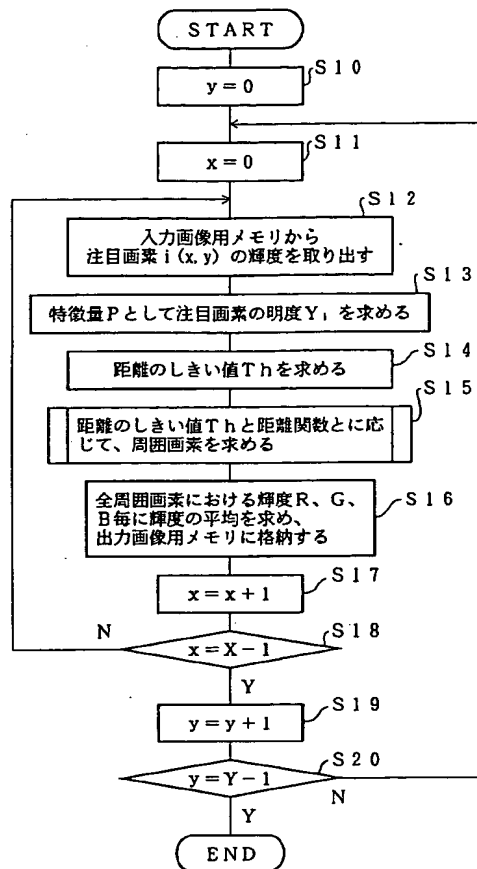 START
S10
y=0
S11
x=0
S12
入力画像用メモリから
注目画素i(x,y)の輝度を取り出す
S13
特徴量Pとして注目画素の明度Y₁を求める
S14
距離のしきい値Thを求める
S15
距離のしきい値Thと距離関数とに応
じて、周囲画素を求める
S16
全周囲画素における輝度R、G、
B毎に輝度の平均を求め、
出力画像用メモリに格納する
S17
x=x+1
S18
N
x=X-1
Y
S19
y=y+1
S20
y=Y-1
N
Y
END